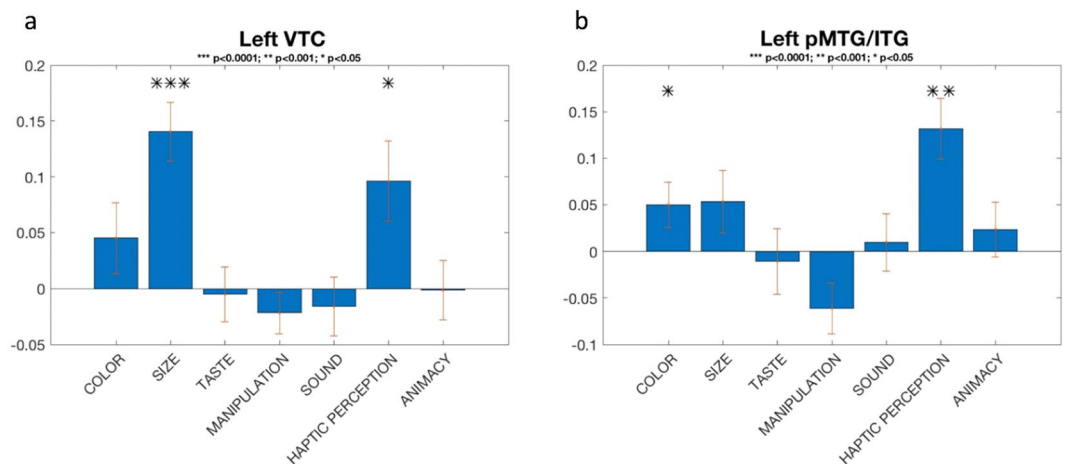 a
Left VTC
*** p<0.0001; ** p<0.001; * p<0.05
0.2
0.15
0.1
0.05
0
-0.05
***
*
COLOR
SIZE
TASTE
MANIPULATION
SOUND
HAPTIC PERCEPTION
ANIMACY
b
Left pMTG/ITG
*** p<0.0001; ** p<0.001; * p<0.05
0.2
0.15
0.1
0.05
0
-0.05
-0.1
*
**
COLOR
SIZE
TASTE
MANIPULATION
SOUND
HAPTIC PERCEPTION
ANIMACY